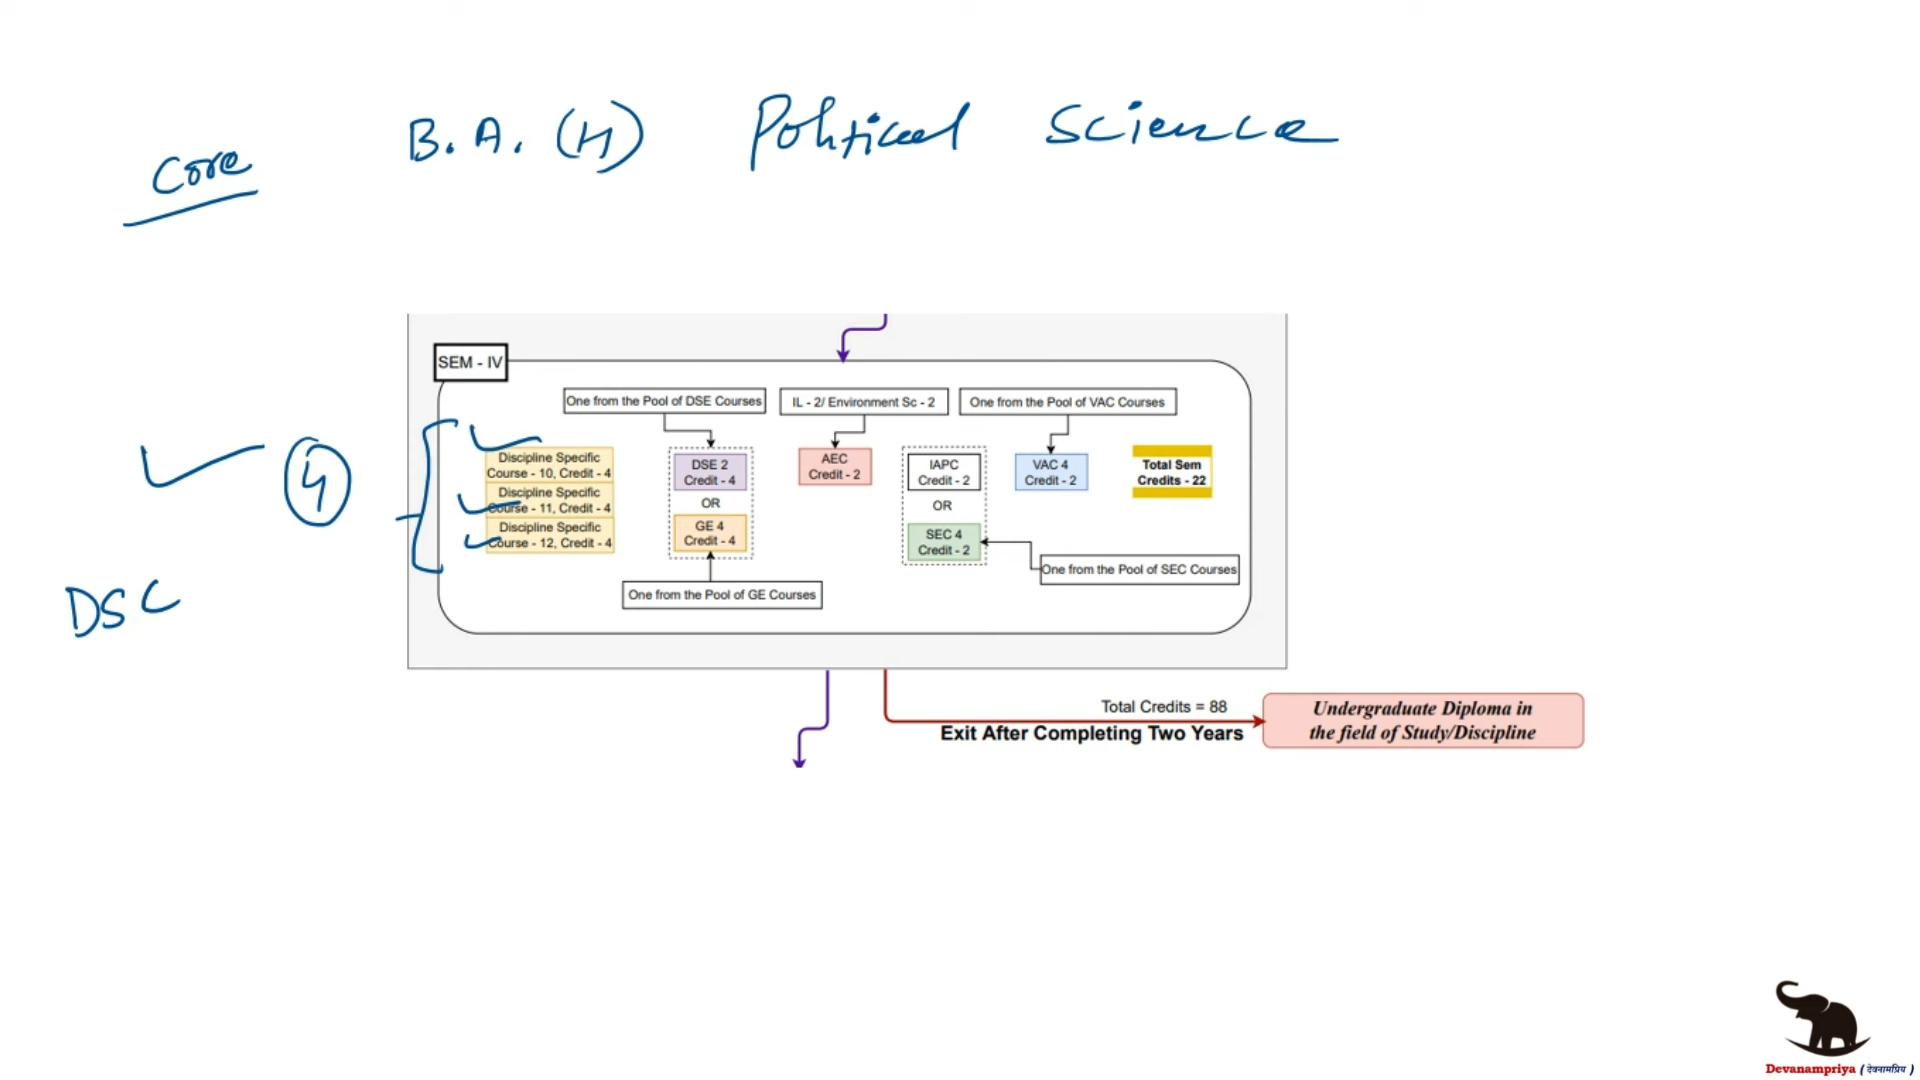 B.A. (H) Political Science
Core
SEM - IV
One from the Pool of DSE Courses
IL - 2/ Environment Sc - 2
One from the Pool of VAC Courses
Discipline Specific
Course - 10, Credit - 4
Discipline Specific
Course - 11, Credit - 4
Discipline Specific
Course - 12, Credit - 4
DSE 2
Credit - 4
OR
GE 4
Credit - 4
One from the Pool of GE Courses
AEC
Credit - 2
IAPC
Credit - 2
OR
SEC 4
Credit - 2
One from the Pool of SEC Courses
VAC 4
Credit - 2
Total Sem
Credits - 22
4
DSC
Total Credits = 88
Exit After Completing Two Years
Undergraduate Diploma in
the field of Study/Discipline
Devanampriya ( देवनामप्रिय )